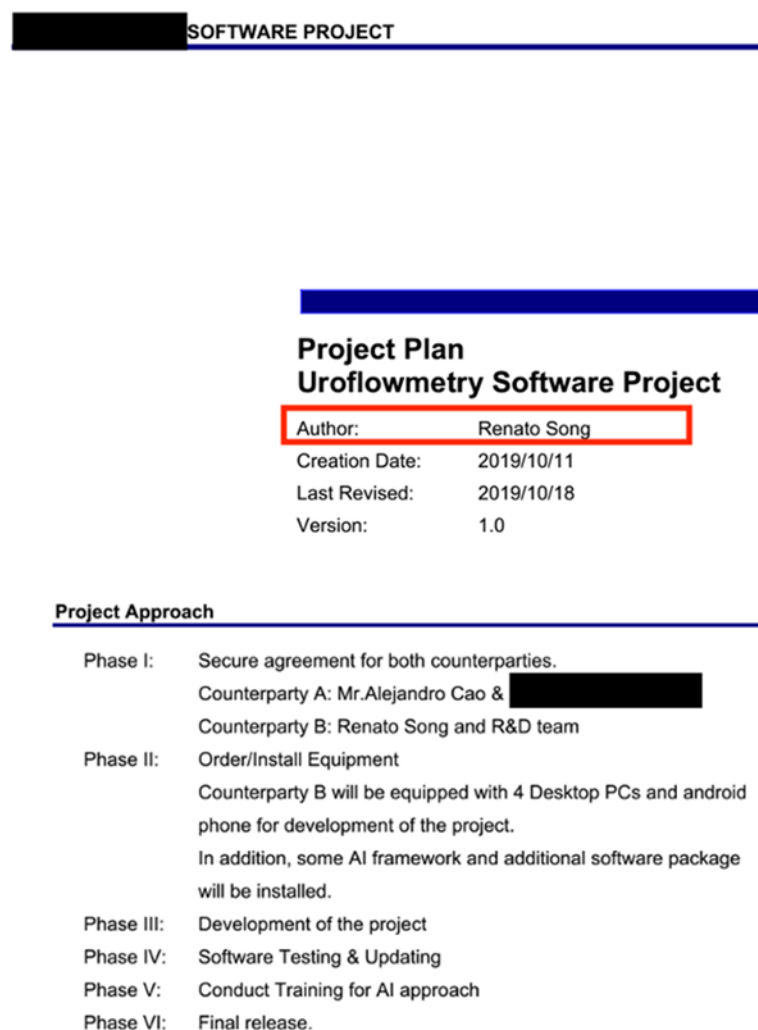 SOFTWARE PROJECT
Project Plan
Uroflowmetry Software Project
Author: Renato Song
Creation Date: 2019/10/11
Last Revised: 2019/10/18
Version: 1.0
Project Approach
Phase I: Secure agreement for both counterparties.
Counterparty A: Mr.Alejandro Cao &
Counterparty B: Renato Song and R&D team
Phase II: Order/Install Equipment
Counterparty B will be equipped with 4 Desktop PCs and android
phone for development of the project.
In addition, some AI framework and additional software package
will be installed.
Phase III: Development of the project
Phase IV: Software Testing & Updating
Phase V: Conduct Training for AI approach
Phase VI: Final release.